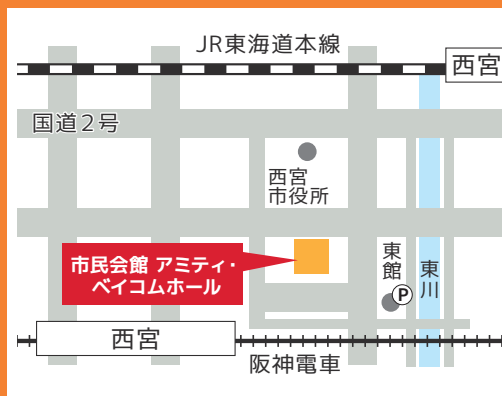 JR東海道本線
西宮
国道2号
西宮
市役所
市民会館 アミティ・
ベイコムホール
東館
P
東川
西宮
阪神電車